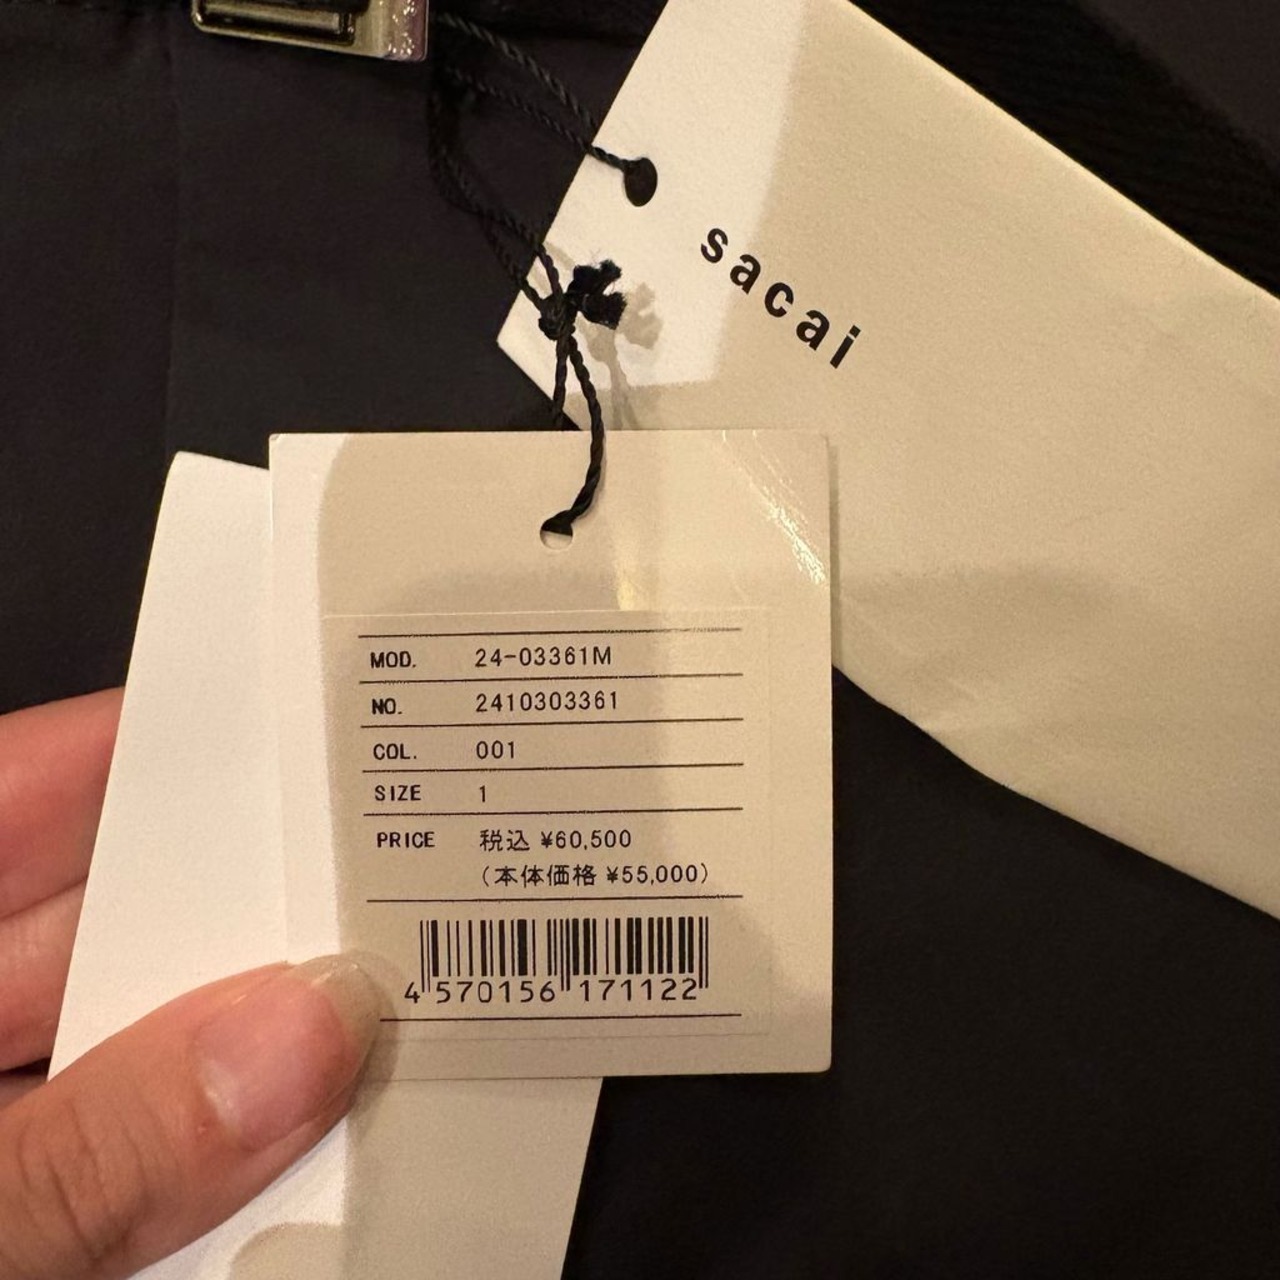 sacai
MOD. 24-03361M
NO. 2410303361
COL. 001
SIZE 1
PRICE 税込 ¥60,500
(本体価格 ¥55,000)
4 570156 171122